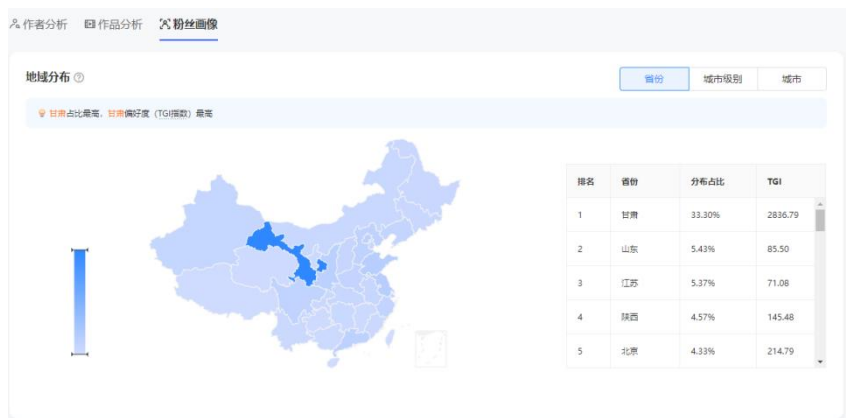 作者分析 作品分析 粉丝画像
地域分布
省份 城市级别 城市
甘肃占比最高，甘肃偏好度（TGI指数）最高
排名 省份 分布占比 TGI
1 甘肃 33.30% 2836.79
2 山东 5.43% 85.50
3 江苏 5.37% 71.08
4 陕西 4.57% 145.48
5 北京 4.33% 214.79